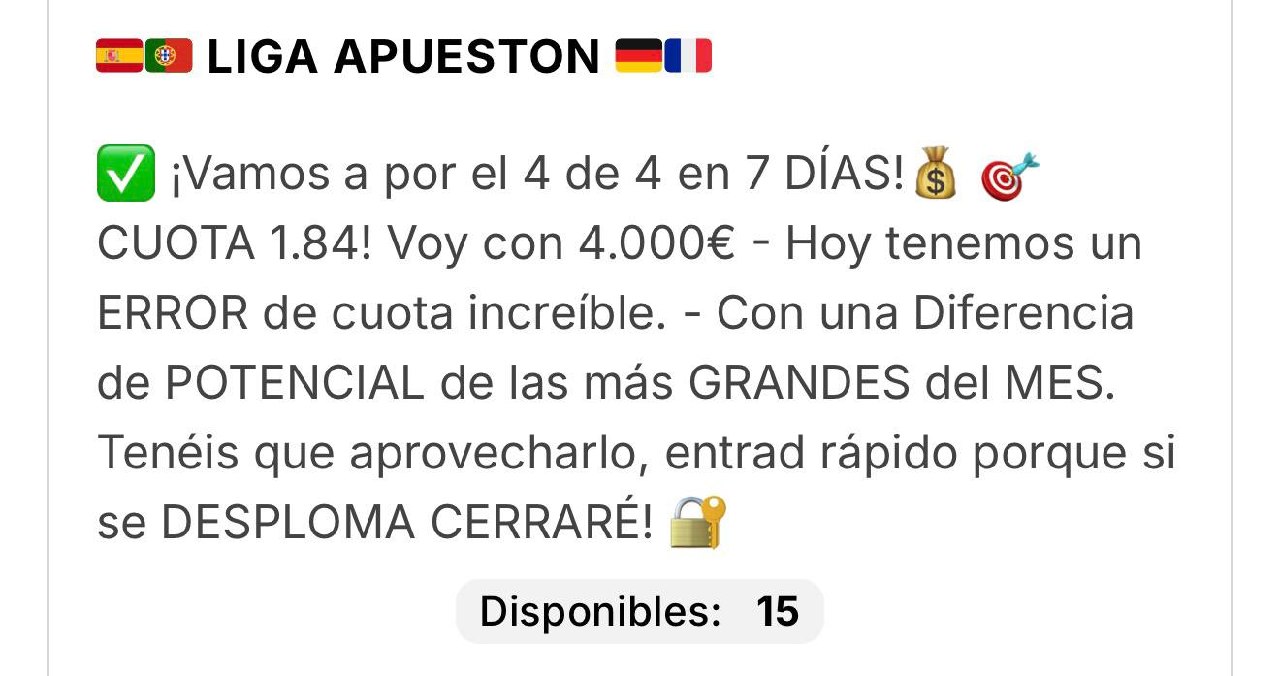 🇪🇸🇵🇹 LIGA APUESTON 🇩🇪🇫🇷
✅ ¡Vamos a por el 4 de 4 en 7 DÍAS!💰 🎯
CUOTA 1.84! Voy con 4.000€ - Hoy tenemos un
ERROR de cuota increíble. - Con una Diferencia
de POTENCIAL de las más GRANDES del MES.
Tenéis que aprovecharlo, entrad rápido porque si
se DESPLOMA CERRARÉ! 🔐
Disponibles: 15